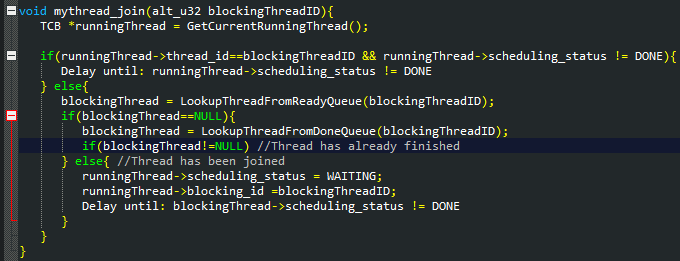 void mythread_join(alt_u32 blockingThreadID){
TCB *runningThread = GetCurrentRunningThread();
if(runningThread->thread_id==blockingThreadID && runningThread->scheduling_status != DONE){
Delay until: runningThread->scheduling_status != DONE
} else{
blockingThread = LookupThreadFromReadyQueue(blockingThreadID);
if(blockingThread==NULL){
blockingThread = LookupThreadFromDoneQueue(blockingThreadID);
if(blockingThread!=NULL) //Thread has already finished
} else{ //Thread has been joined
runningThread->scheduling_status = WAITING;
runningThread->blocking_id =blockingThreadID;
Delay until: blockingThread->scheduling_status != DONE
}
}
}